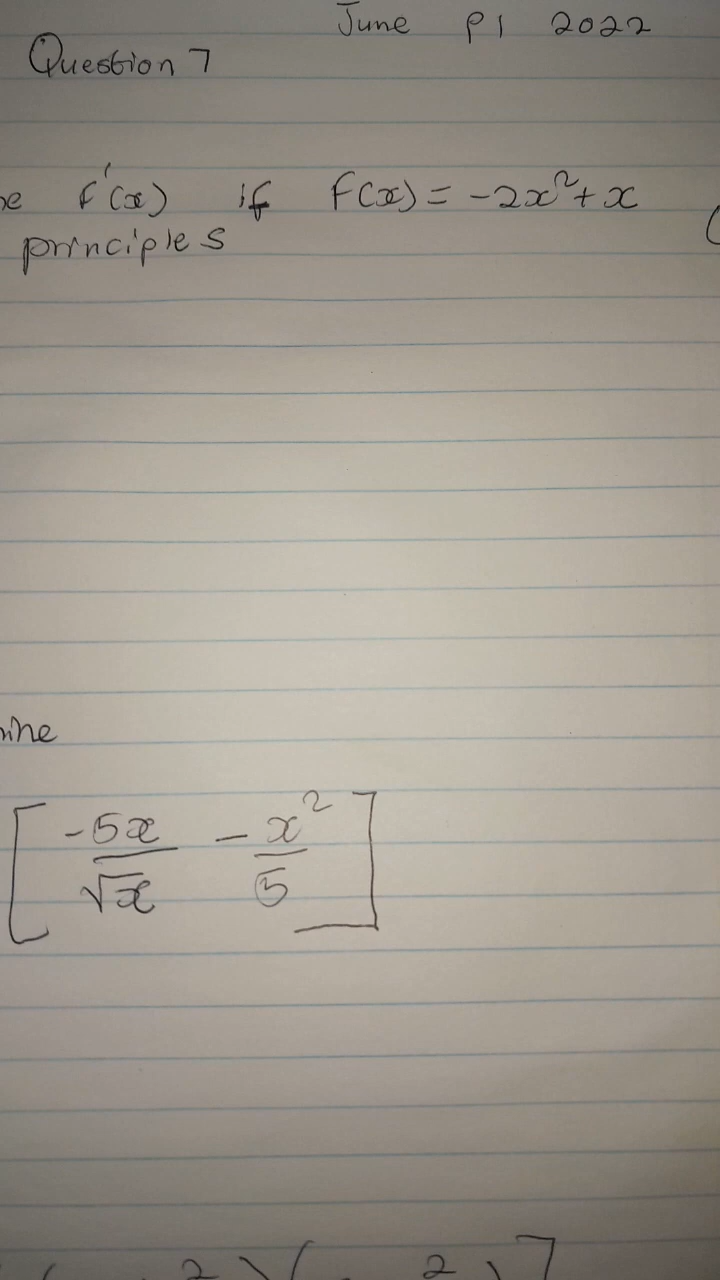 June P1 2022
Question 7
f'(x) if f(x) = -2x²+x
principles
[ -5x/√x - x²/5 ]